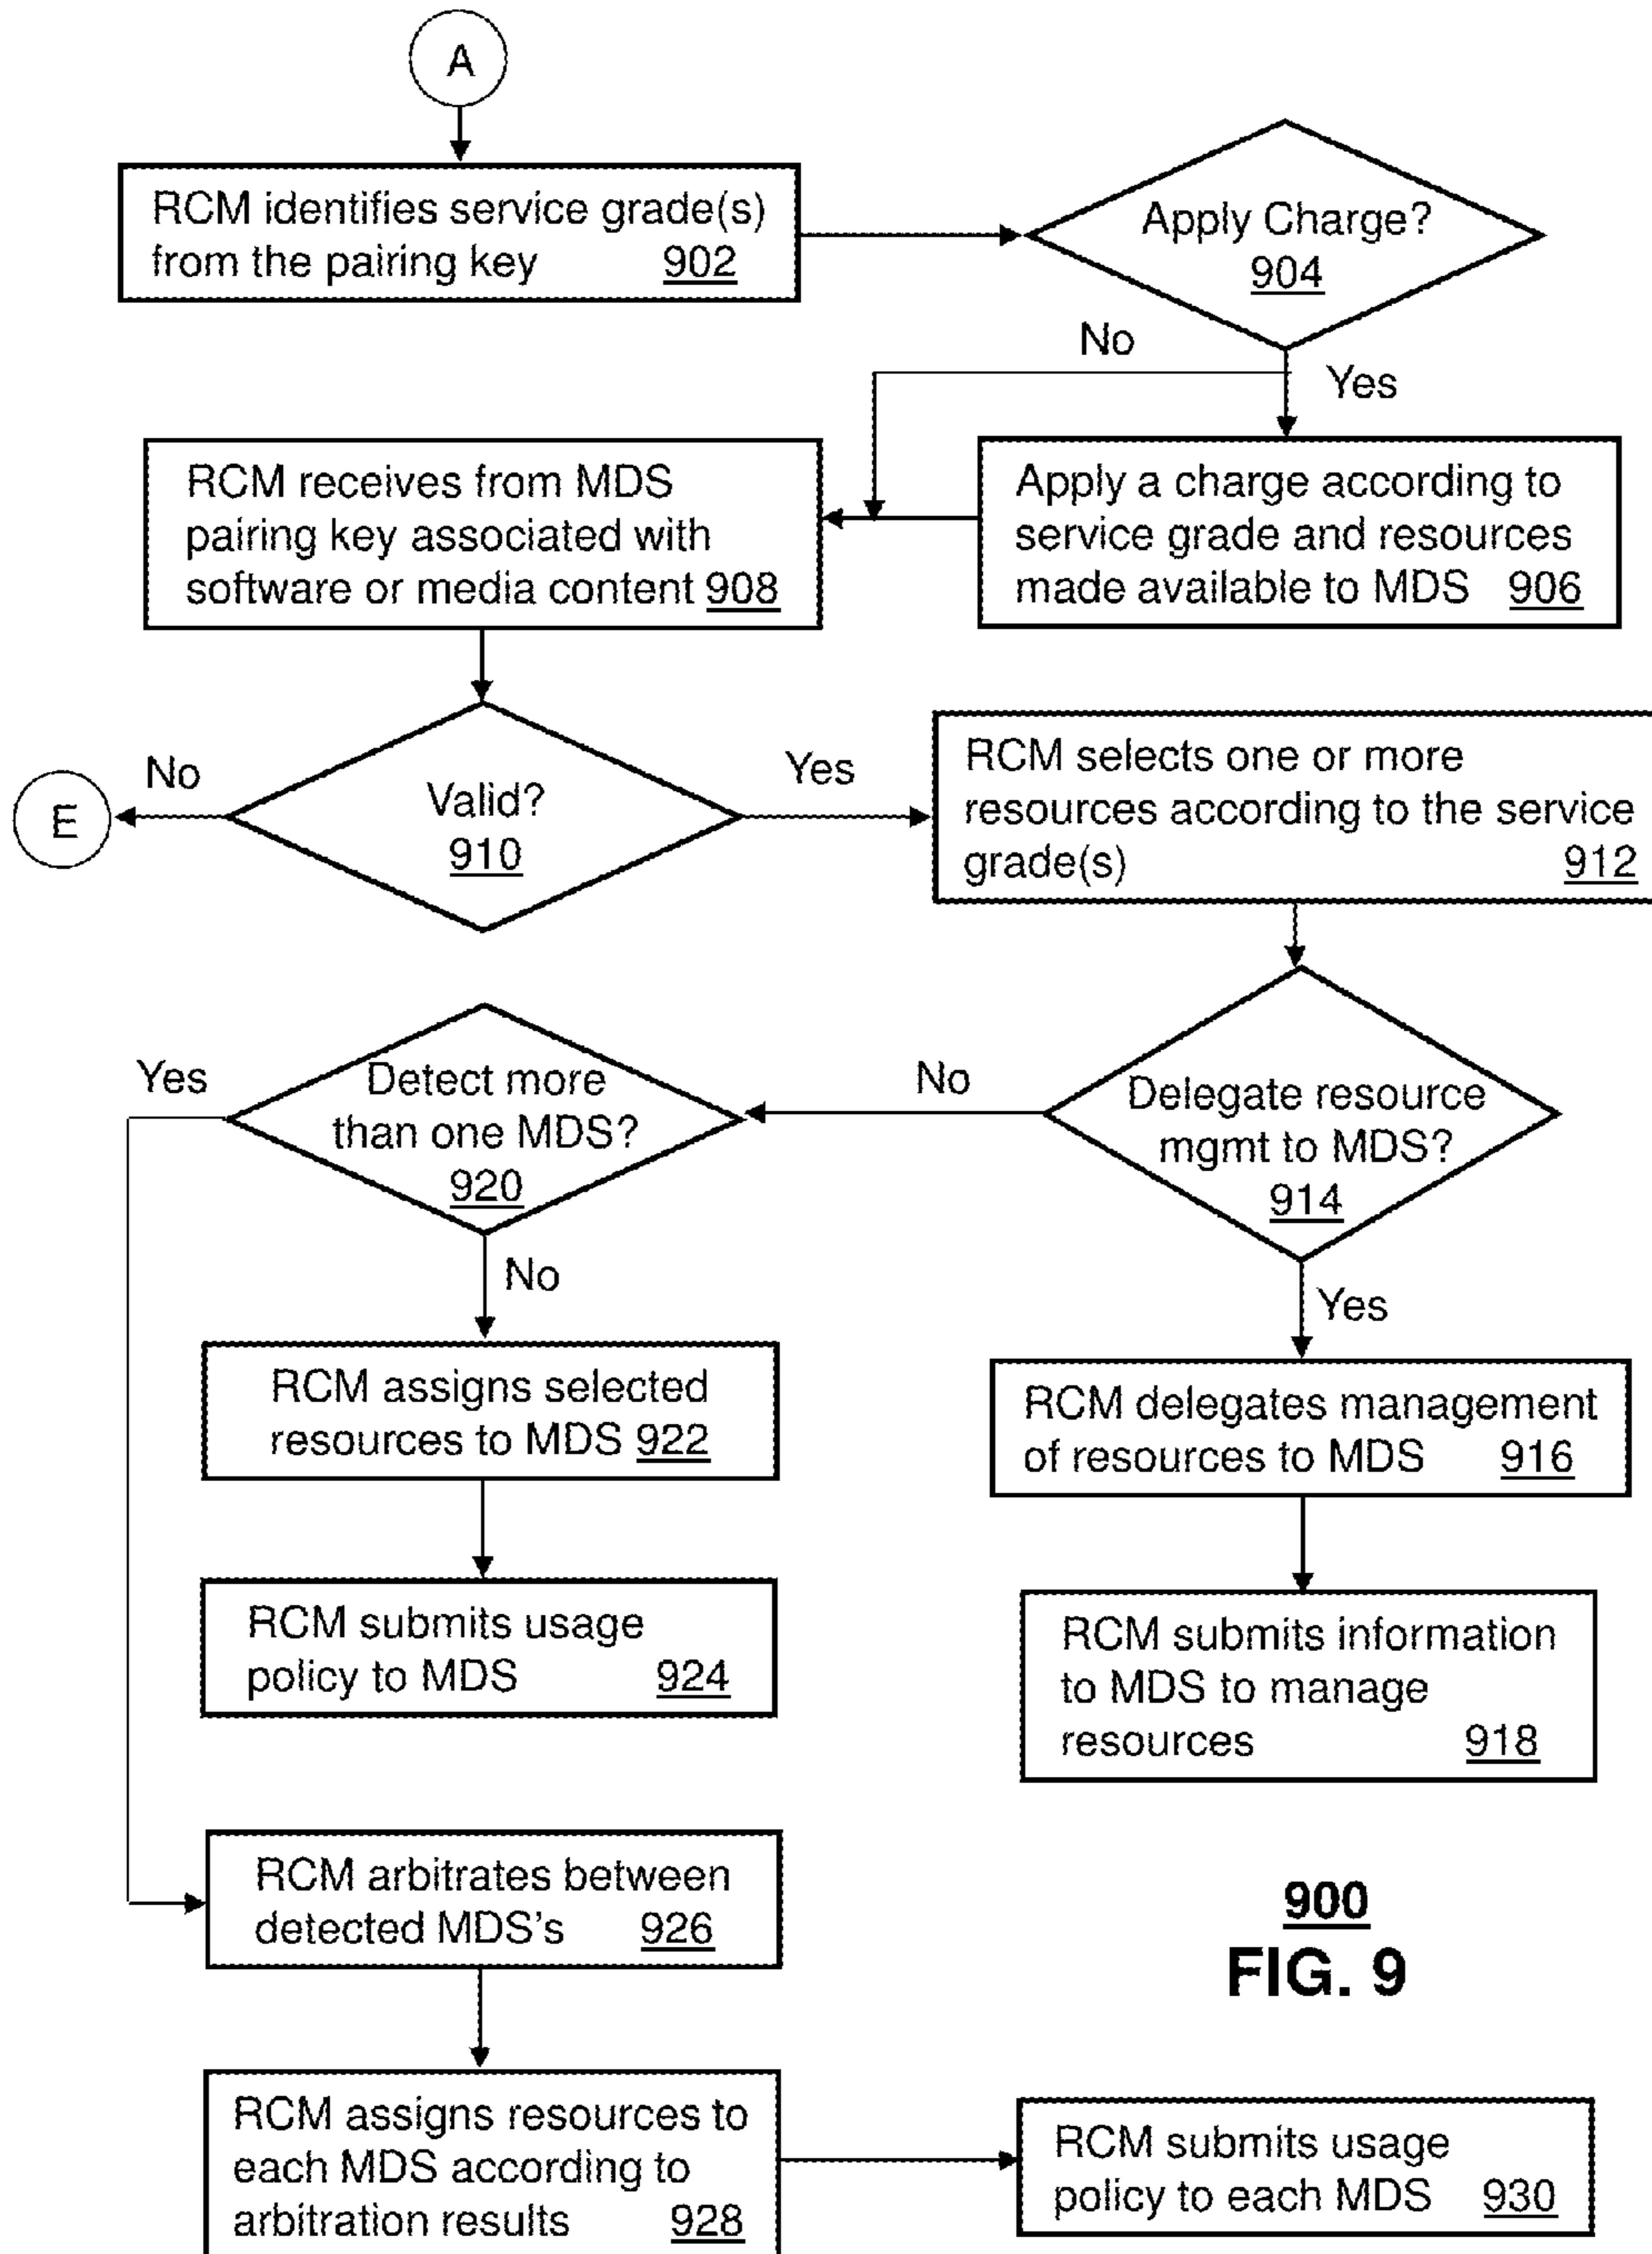 A
RCM identifies service grade(s)
from the pairing key 902
Apply Charge?
904
No
Yes
RCM receives from MDS
pairing key associated with
software or media content 908
Apply a charge according to
service grade and resources
made available to MDS 906
E
No
Valid?
910
Yes
RCM selects one or more
resources according to the service
grade(s) 912
Yes
Detect more
than one MDS?
920
No
Delegate resource
mgmt to MDS?
914
No
Yes
RCM assigns selected
resources to MDS 922
RCM delegates management
of resources to MDS 916
RCM submits usage
policy to MDS 924
RCM submits information
to MDS to manage
resources 918
RCM arbitrates between
detected MDS's 926
900
FIG. 9
RCM assigns resources to
each MDS according to
arbitration results 928
RCM submits usage
policy to each MDS 930